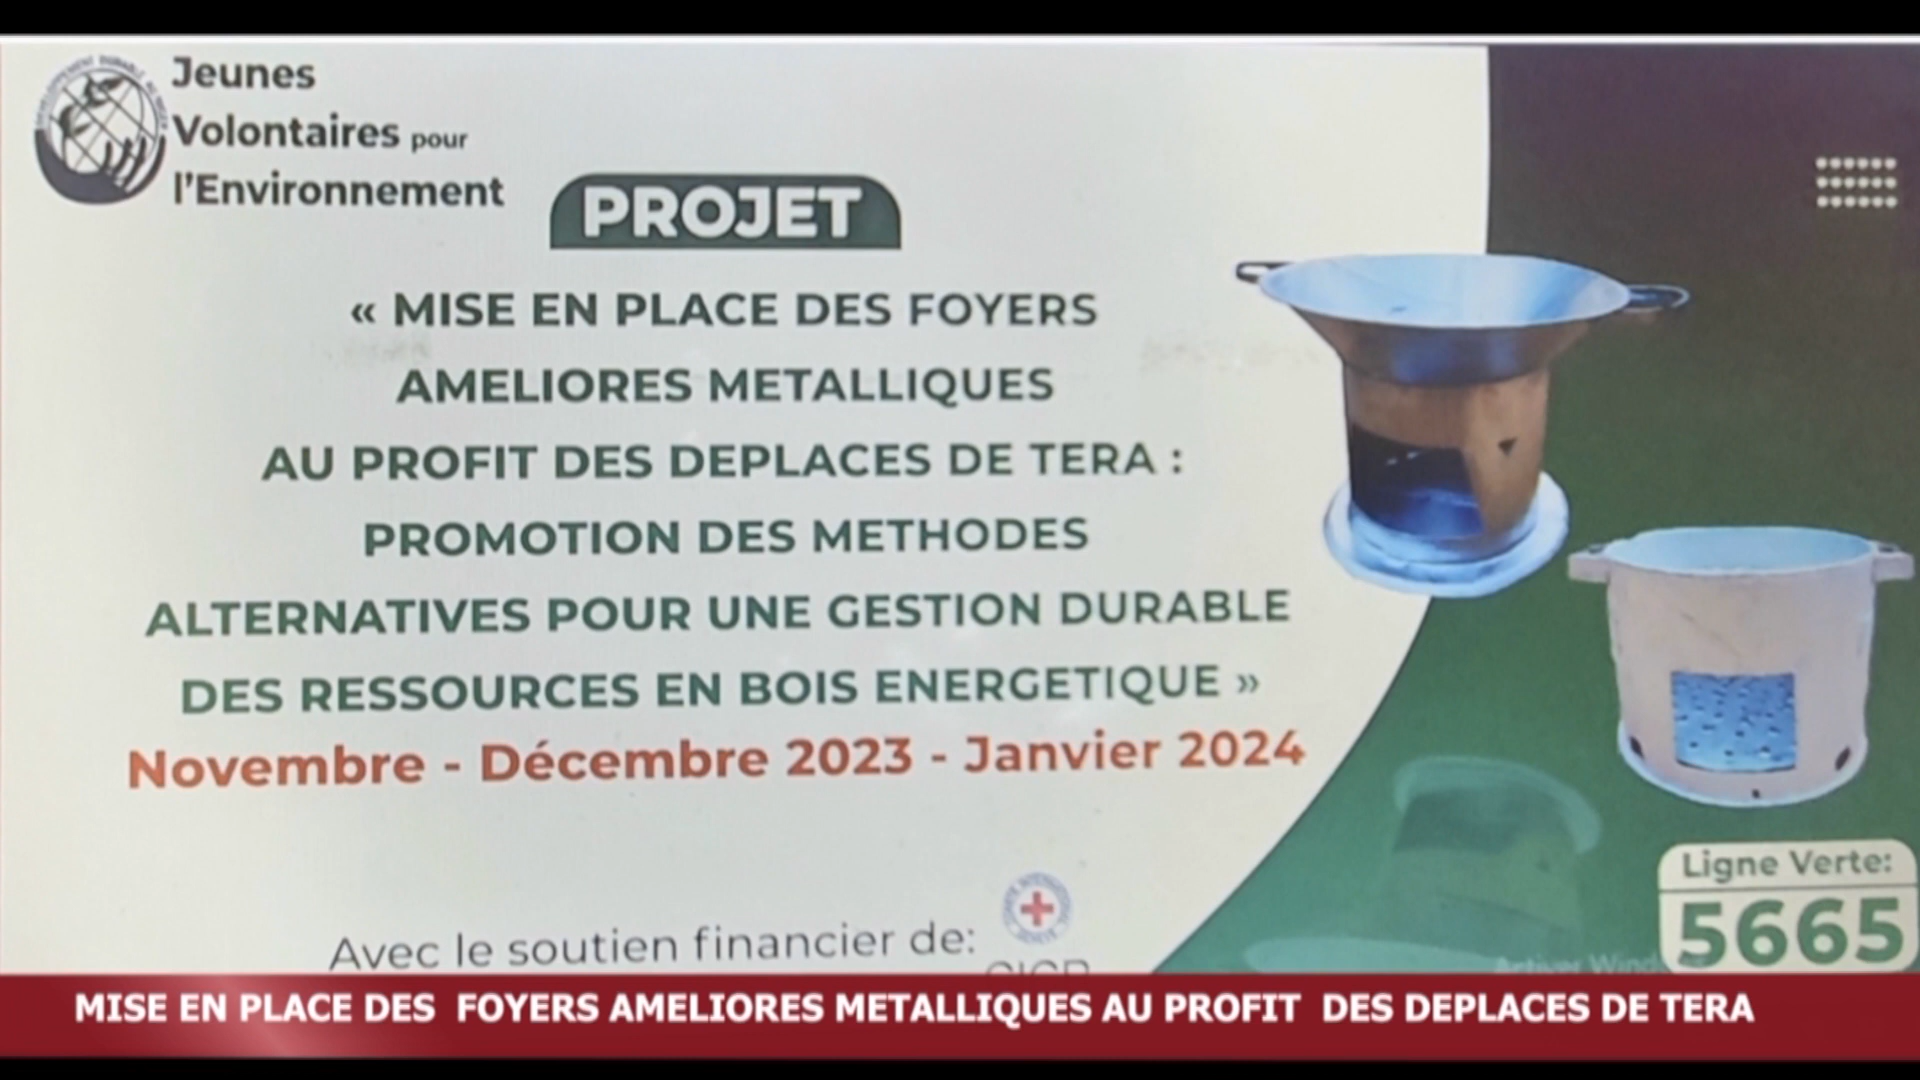 Jeunes
Volontaires pour
l'Environnement
PROJET
« MISE EN PLACE DES FOYERS
AMELIORES METALLIQUES
AU PROFIT DES DEPLACES DE TERA :
PROMOTION DES METHODES
ALTERNATIVES POUR UNE GESTION DURABLE
DES RESSOURCES EN BOIS ENERGETIQUE »
Novembre - Décembre 2023 - Janvier 2024
Avec le soutien financier de:
Ligne Verte:
5665
MISE EN PLACE DES FOYERS AMELIORES METALLIQUES AU PROFIT DES DEPLACES DE TERA